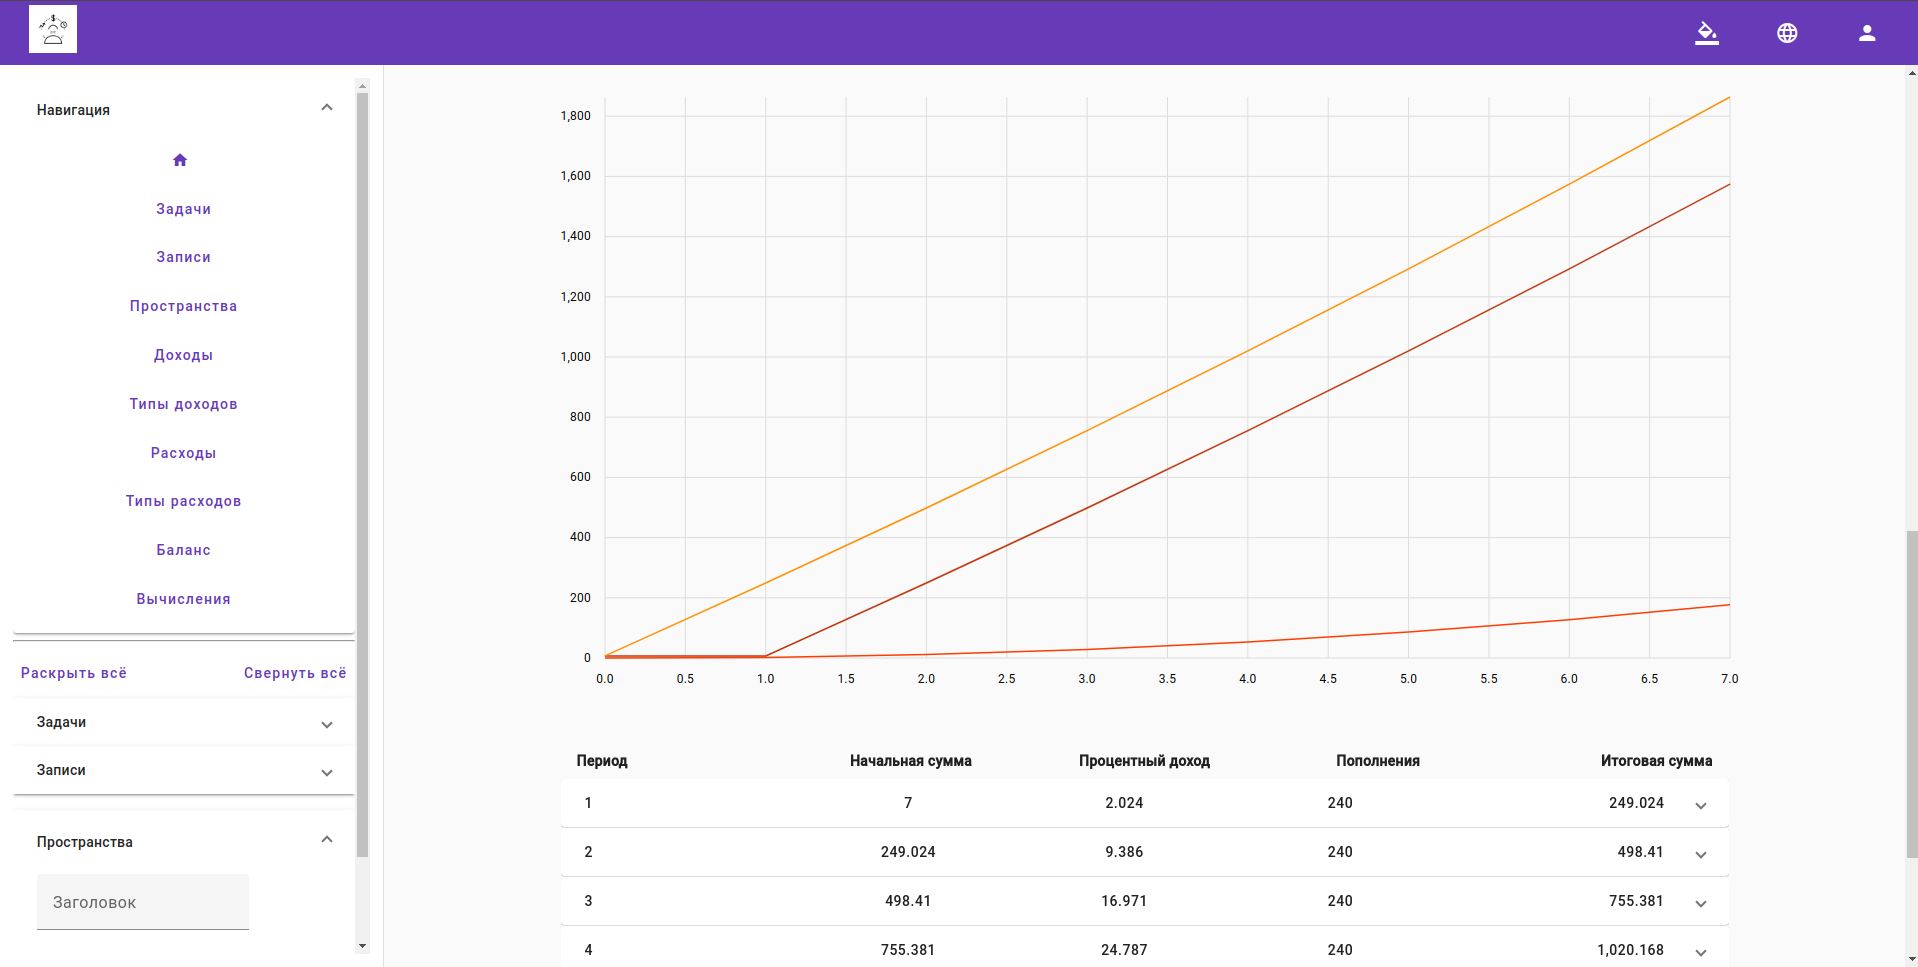 Навигация
Задачи
Записи
Пространства
Доходы
Типы доходов
Расходы
Типы расходов
Баланс
Вычисления
Раскрыть всё Свернуть всё
Задачи
Записи
Пространства
Заголовок
1,800
1,600
1,400
1,200
1,000
800
600
400
200
0
0.0 0.5 1.0 1.5 2.0 2.5 3.0 3.5 4.0 4.5 5.0 5.5 6.0 6.5 7.0
Период Начальная сумма Процентный доход Пополнения Итоговая сумма
1 7 2.024 240 249.024
2 249.024 9.386 240 498.41
3 498.41 16.971 240 755.381
4 755.381 24.787 240 1,020.168